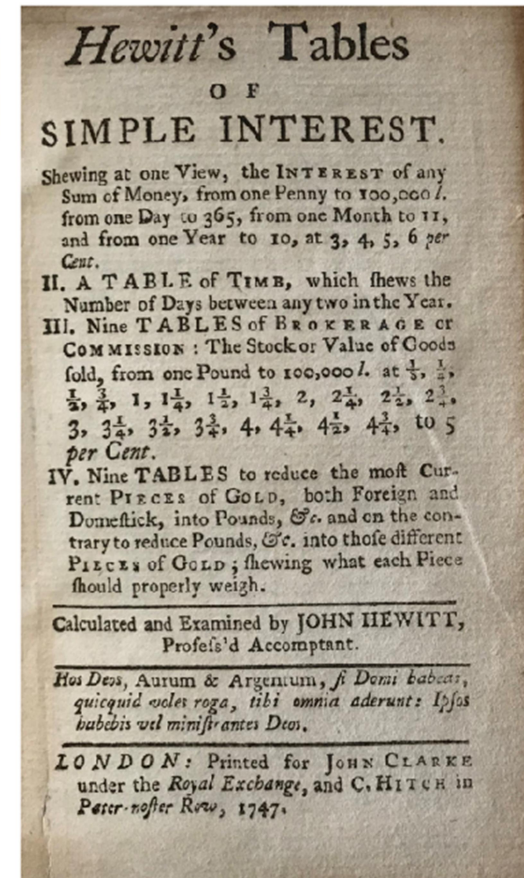 Hewitt's Tables
OF
SIMPLE INTEREST.
Shewing at one View, the INTEREST of any
Sum of Money, from one Penny to 100,000 l.
from one Day to 365, from one Month to 11,
and from one Year to 10, at 3, 4, 5, 6 per
Cent.
II. A TABLE of TIME, which ſhews the
Number of Days between any two in the Year.
III. Nine TABLES of BROKERAGE or
COMMISSION : The Stock or Value of Goods
ſold, from one Pound to 100,000 l. at
½, ¾, 1, 1¼, 1½, 1¾, 2, 2¼, 2½, 2¾,
3, 3¼, 3½, 3¾, 4, 4¼, 4½, 4¾, to 5
per Cent.
IV. Nine TABLES to reduce the moſt Cur-
rent PIECES of GOLD, both Foreign and
Domeſtick, into Pounds, &c. and on the con-
trary to reduce Pounds, &c. into thoſe different
PIECES of GOLD ; ſhewing what each Piece
ſhould properly weigh.
Calculated and Examined by JOHN HEWITT,
Profeſs'd Accomptant.
Hos Deos, Aurum & Argentum, ſi Domi habeas,
quicquid voles roga, tibi omnia aderunt: Ipſos
habebis vel miniſtrantes Deos.
LONDON: Printed for JOHN CLARKE
under the Royal Exchange, and C. HITCH in
Pater-noſter Row, 1747.